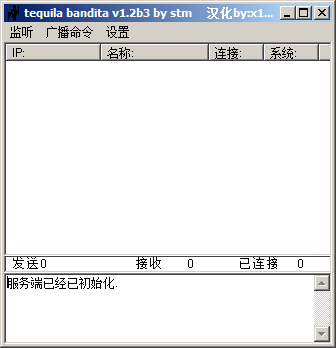 tequila bandita v1.2b3 by stm 汉化by:x1...
监听 广播命令 设置
IP: 名称: 连接: 系统:
发送0 接收 0 已连接 0
服务端已经已初始化.